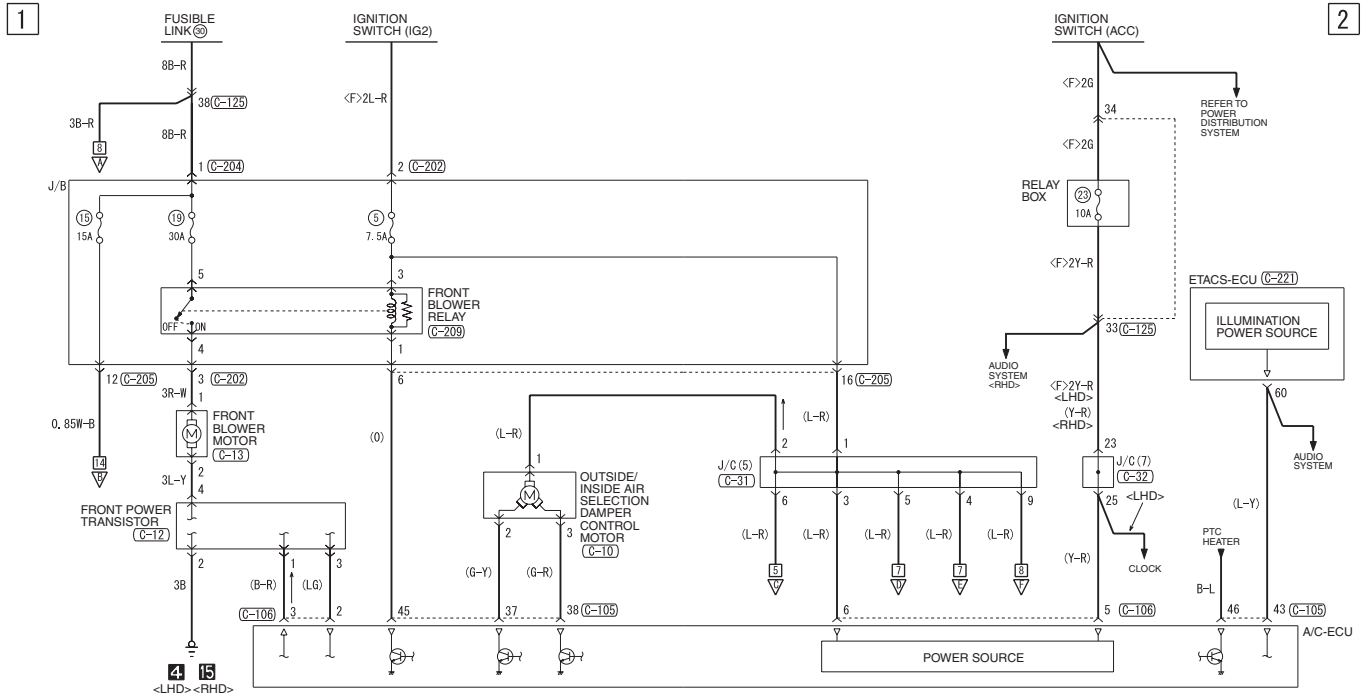 1
2
FUSIBLE
LINK㉚
IGNITION
SWITCH (IG2)
IGNITION
SWITCH (ACC)
8B-R
38 C-125
3B-R
8
A
8B-R
1 C-204
<F>2L-R
2 C-202
<F>2G
REFER TO
POWER
DISTRIBUTION
SYSTEM
34
<F>2G
RELAY
BOX
23
10A
J/B
15
15A
19
30A
5
7.5A
5
3
FRONT
BLOWER
RELAY
C-209
OFF
ON
4
1
<F>2Y-R
33 C-125
AUDIO
SYSTEM
<RHD>
<F>2Y-R
<LHD>
(Y-R)
<RHD>
ETACS-ECU C-221
ILLUMINATION
POWER SOURCE
60
AUDIO
SYSTEM
12 C-205
3 C-202
6
16 C-205
3R-W
1
0.85W-B
14
B
M
FRONT
BLOWER
MOTOR
C-13
2
3L-Y
4
(O)
(L-R)
1
M
OUTSIDE/
INSIDE AIR
SELECTION
DAMPER
CONTROL
MOTOR
C-10
2
3
(L-R)
2
1
J/C (5)
C-31
6
3
5
4
9
23
J/C (7)
C-32
25
<LHD>
CLOCK
FRONT POWER
TRANSISTOR
C-12
2
1
3
3B
(B-R)
(LG)
(G-Y)
(G-R)
(L-R)
(L-R)
(L-R)
(L-R)
(L-R)
5
C
7
D
7
E
8
F
(Y-R)
PTC
HEATER
B-L
(L-Y)
C-106
3
2
45
37
38 C-105
6
5 C-106
46
43 C-105
A/C-ECU
POWER SOURCE
4
15
<LHD>
<RHD>